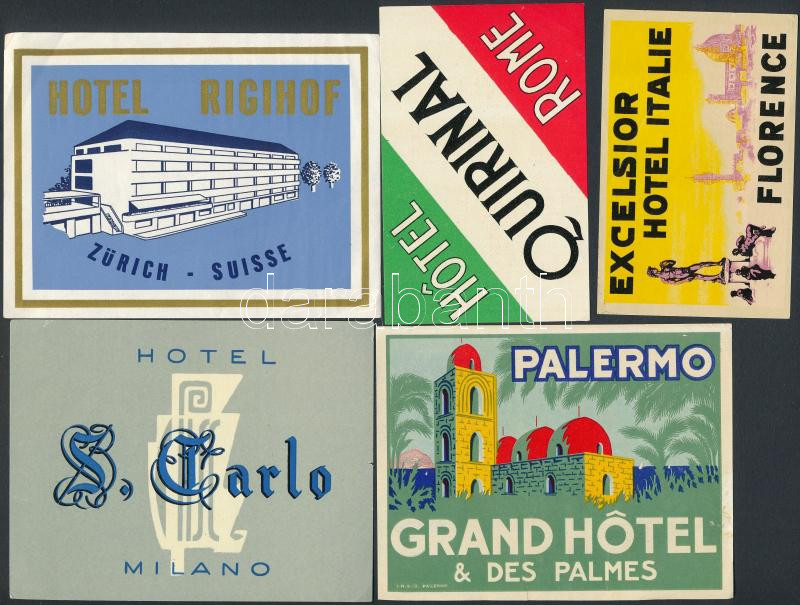 HOTEL RIGIHOF
ZÜRICH - SUISSE
HÔTEL
QUIRINAL
ROME
EXCELSIOR
HOTEL ITALIE
FLORENCE
HOTEL
S. Carlo
MILANO
PALERMO
GRAND HÔTEL
& DES PALMES
darabanth